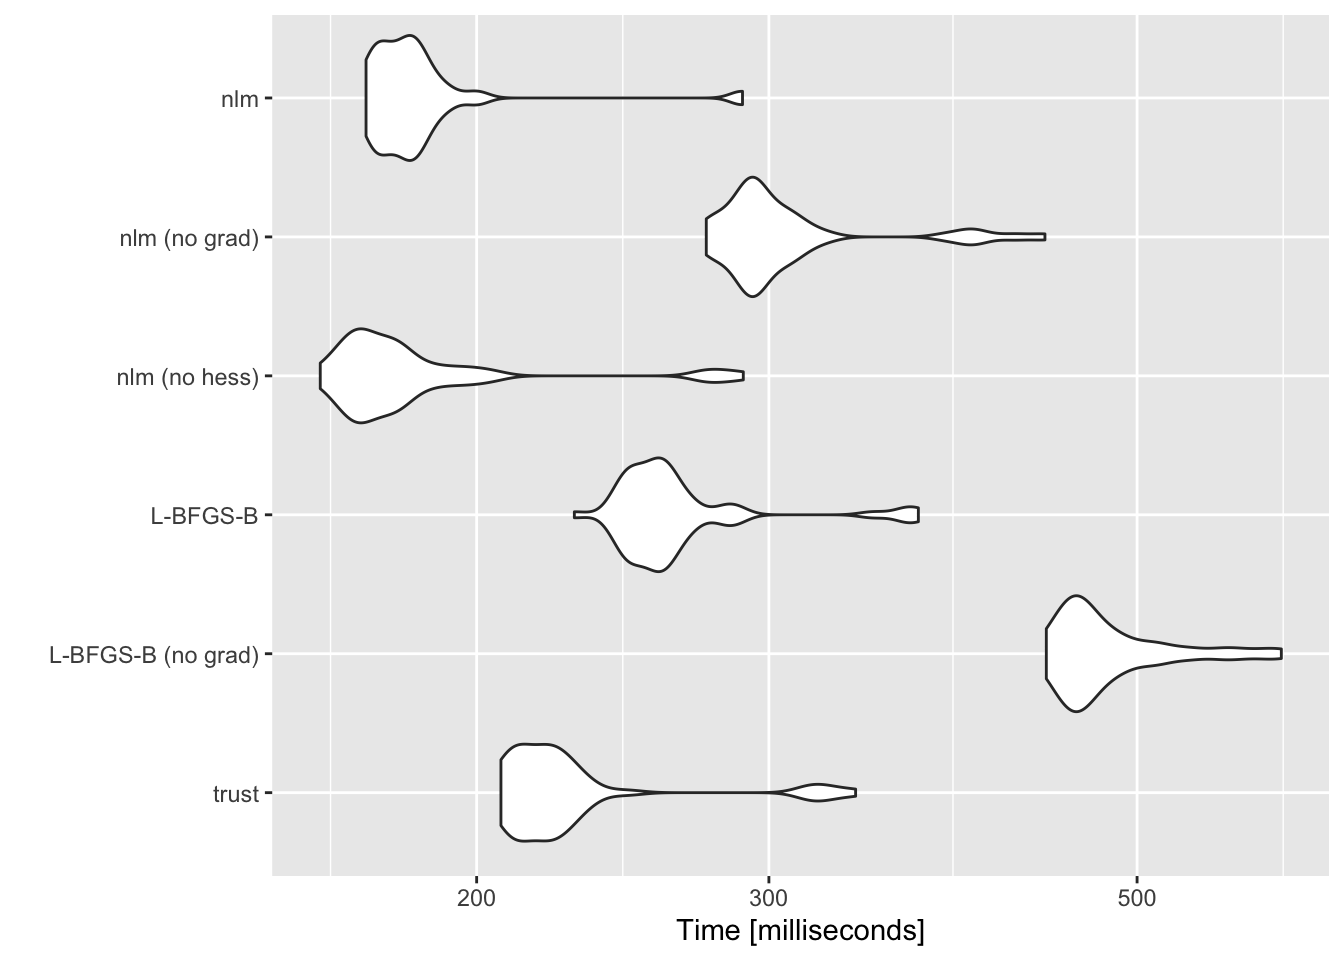 nlm
nlm (no grad)
nlm (no hess)
L-BFGS-B
L-BFGS-B (no grad)
trust
200 300 500
Time [milliseconds]